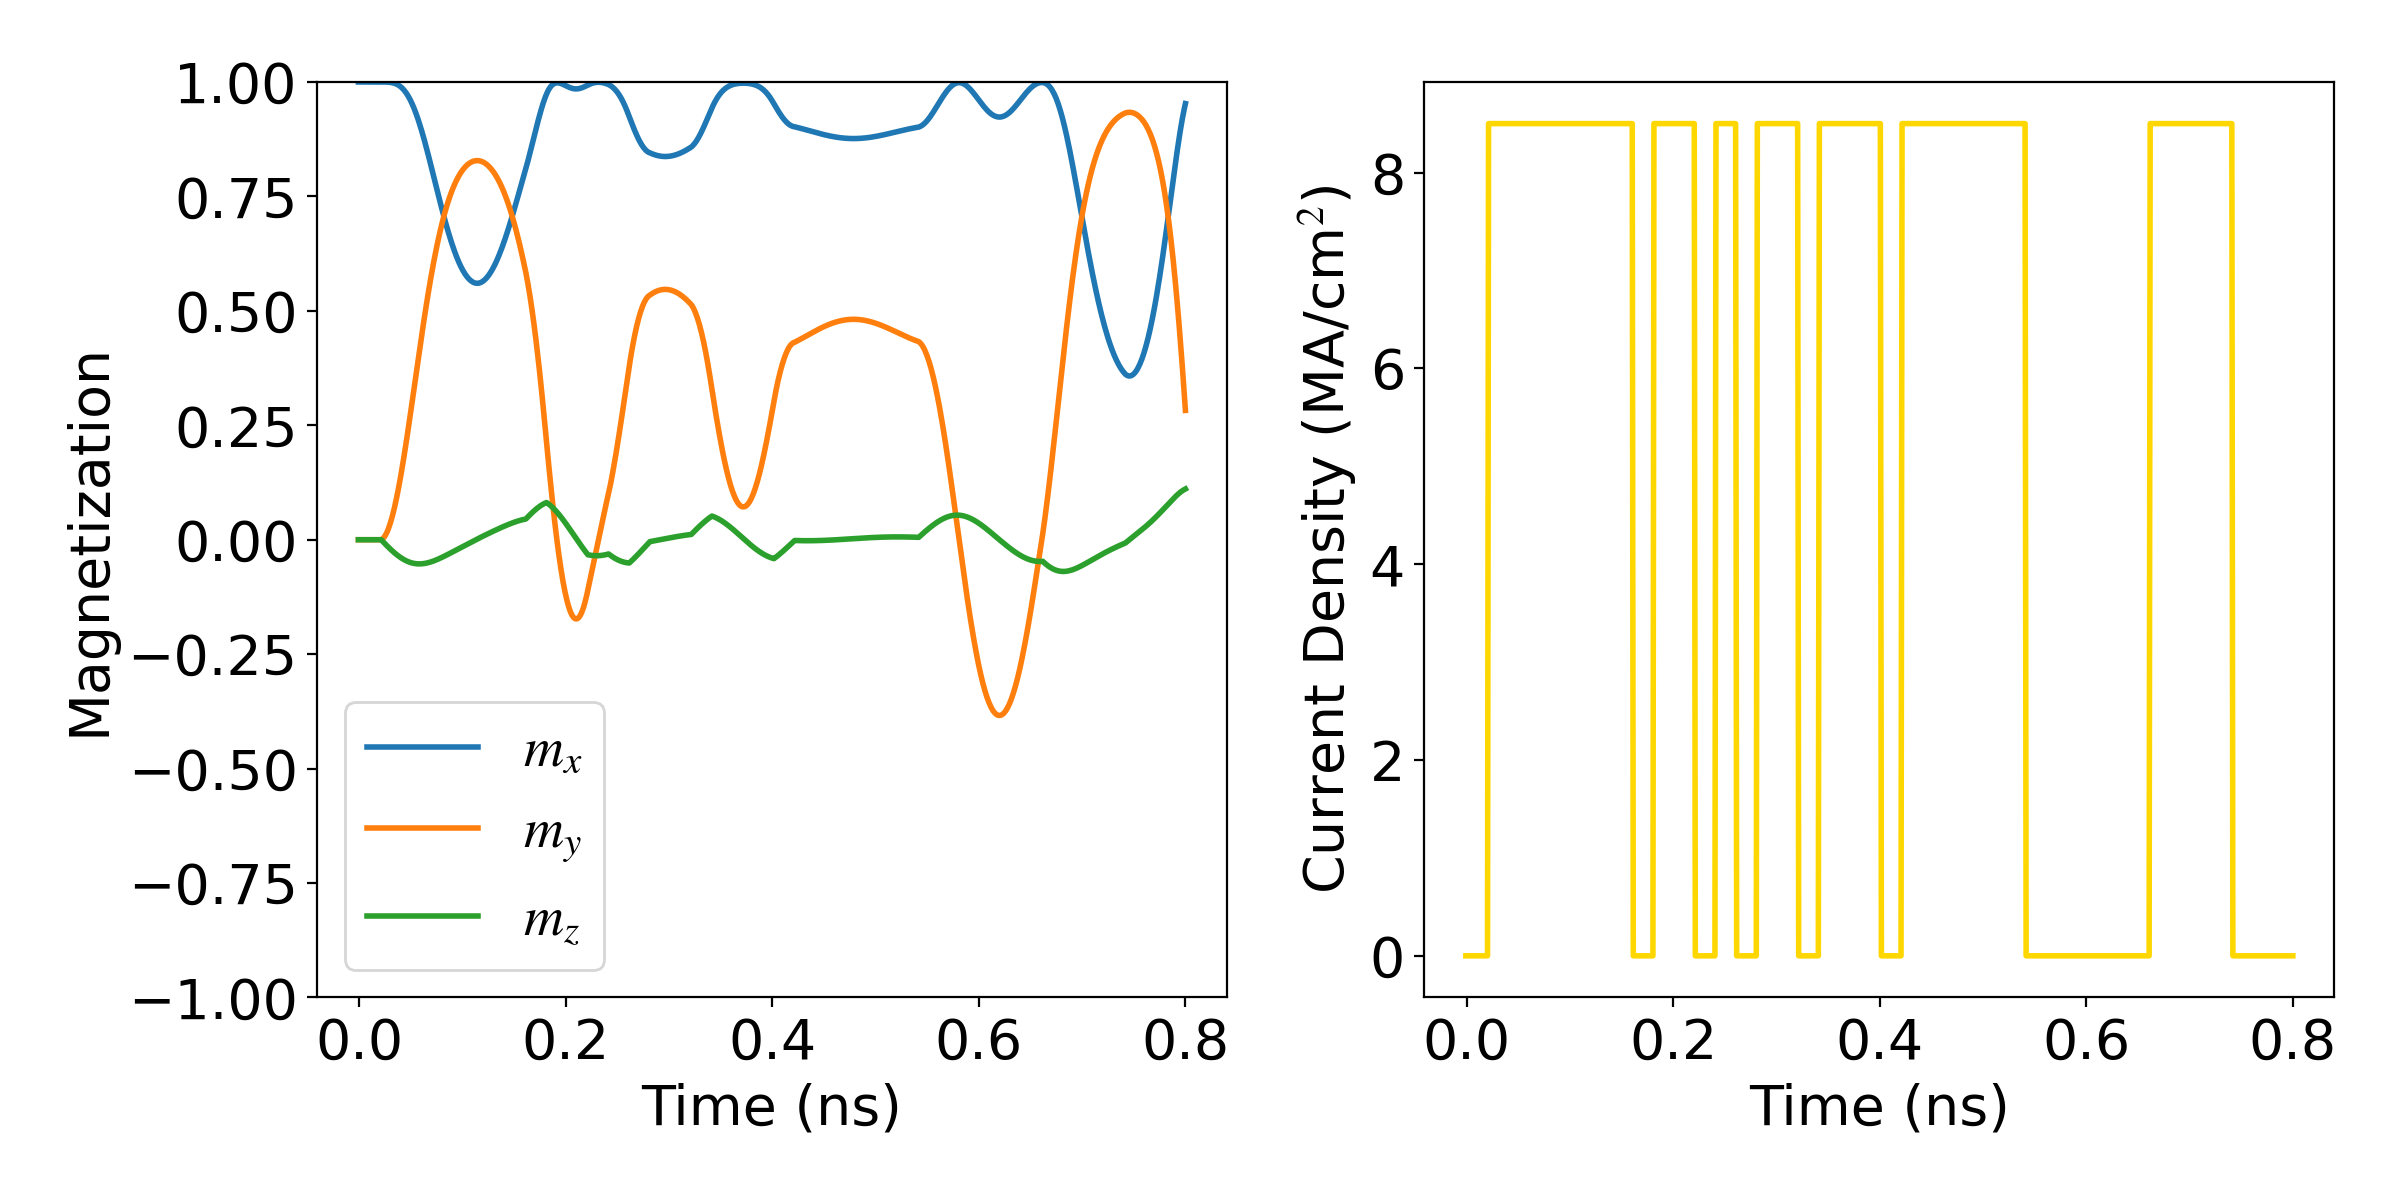 Magnetization
1.00
0.75
0.50
0.25
0.00
−0.25
−0.50
−0.75
−1.00
0.0 0.2 0.4 0.6 0.8
Time (ns)
m_x
m_y
m_z
Current Density (MA/cm²)
8
6
4
2
0
0.0 0.2 0.4 0.6 0.8
Time (ns)